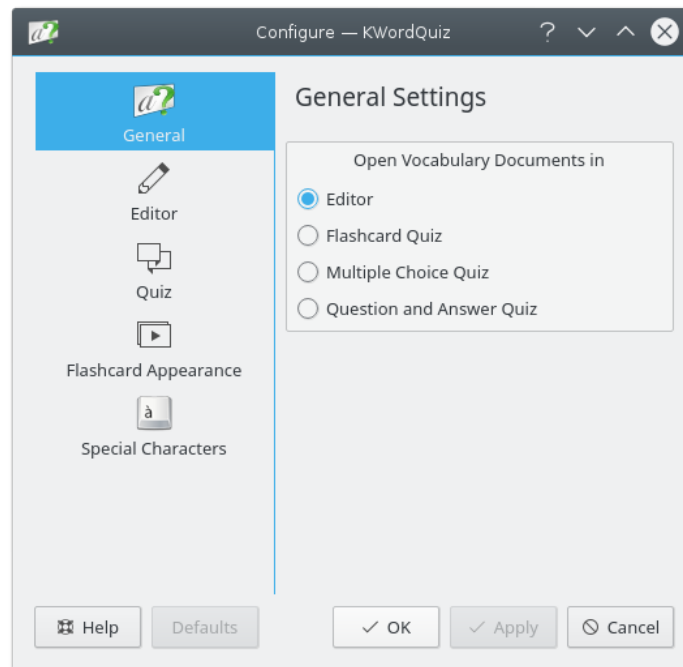 Configure — KWordQuiz
General
Editor
Quiz
Flashcard Appearance
à
Special Characters
General Settings
Open Vocabulary Documents in
Editor
Flashcard Quiz
Multiple Choice Quiz
Question and Answer Quiz
Help
Defaults
OK
Apply
Cancel